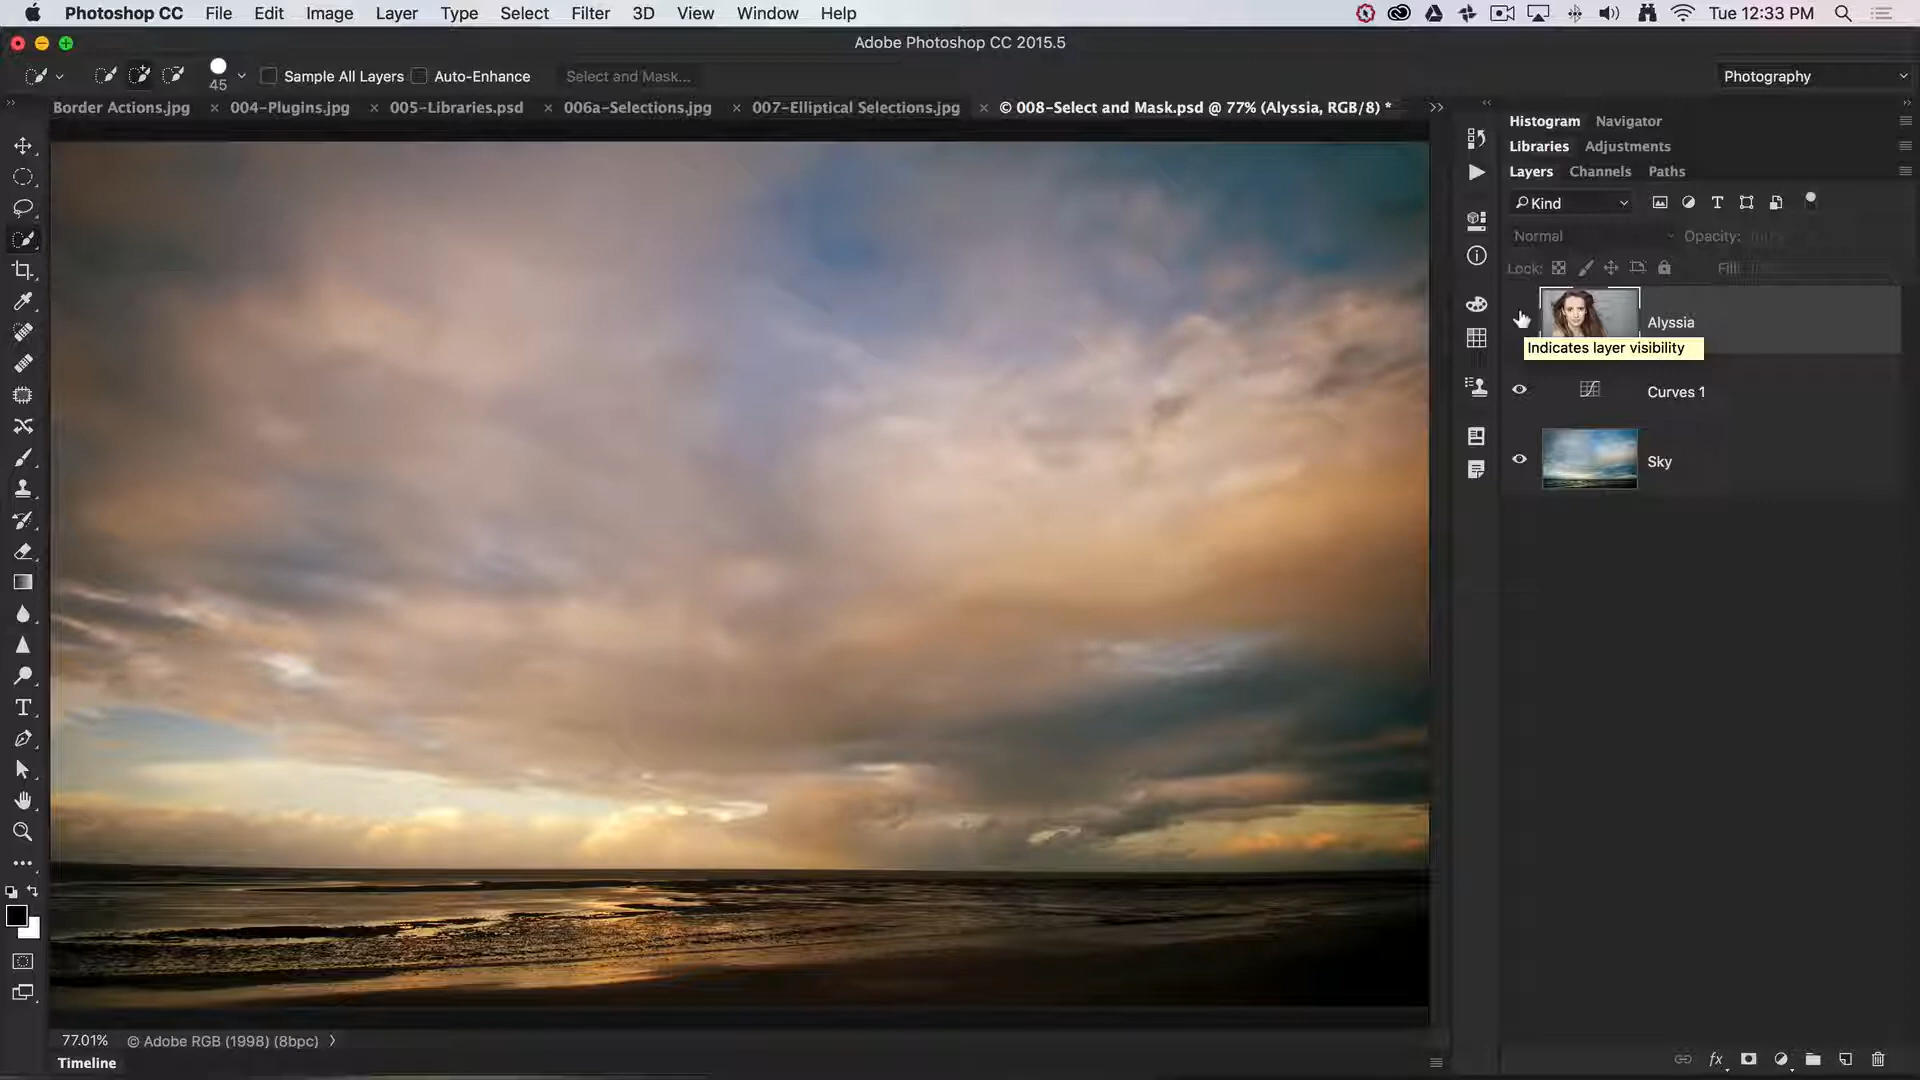 Photoshop CC File Edit Image Layer Type Select Filter 3D View Window Help Tue 12:33 PM
Adobe Photoshop CC 2015.5
45 Sample All Layers Auto-Enhance Select and Mask... Photography
Border Actions.jpg × 004-Plugins.jpg × 005-Libraries.psd × 006a-Selections.jpg × 007-Elliptical Selections.jpg × © 008-Select and Mask.psd @ 77% (Alyssia, RGB/8) *
Histogram Navigator
Libraries Adjustments
Layers Channels Paths
Kind
Normal Opacity:
Lock: Fill:
Alyssia
Indicates layer visibility
Curves 1
Sky
77.01% © Adobe RGB (1998) (8bpc)
Timeline
fx